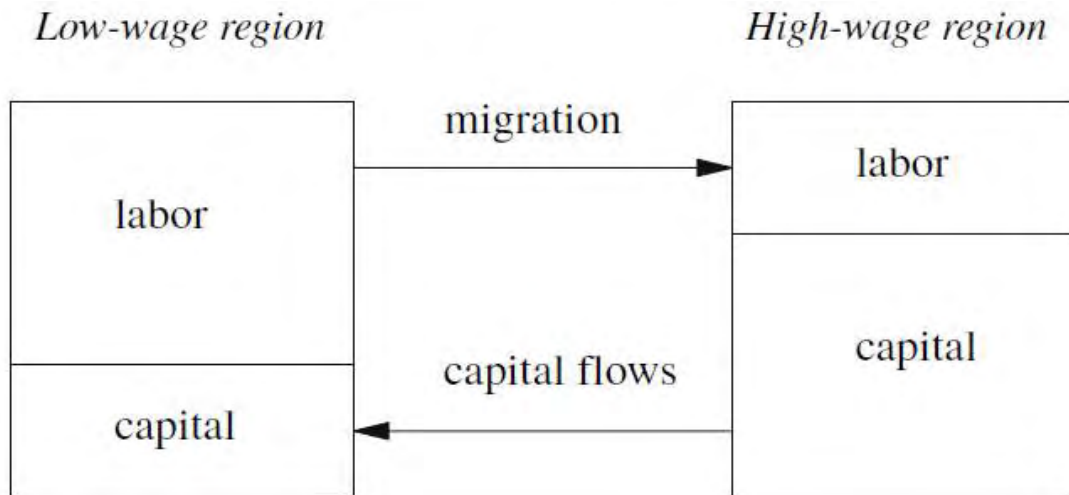 Low-wage region
High-wage region
migration
labor
labor
capital
capital flows
capital